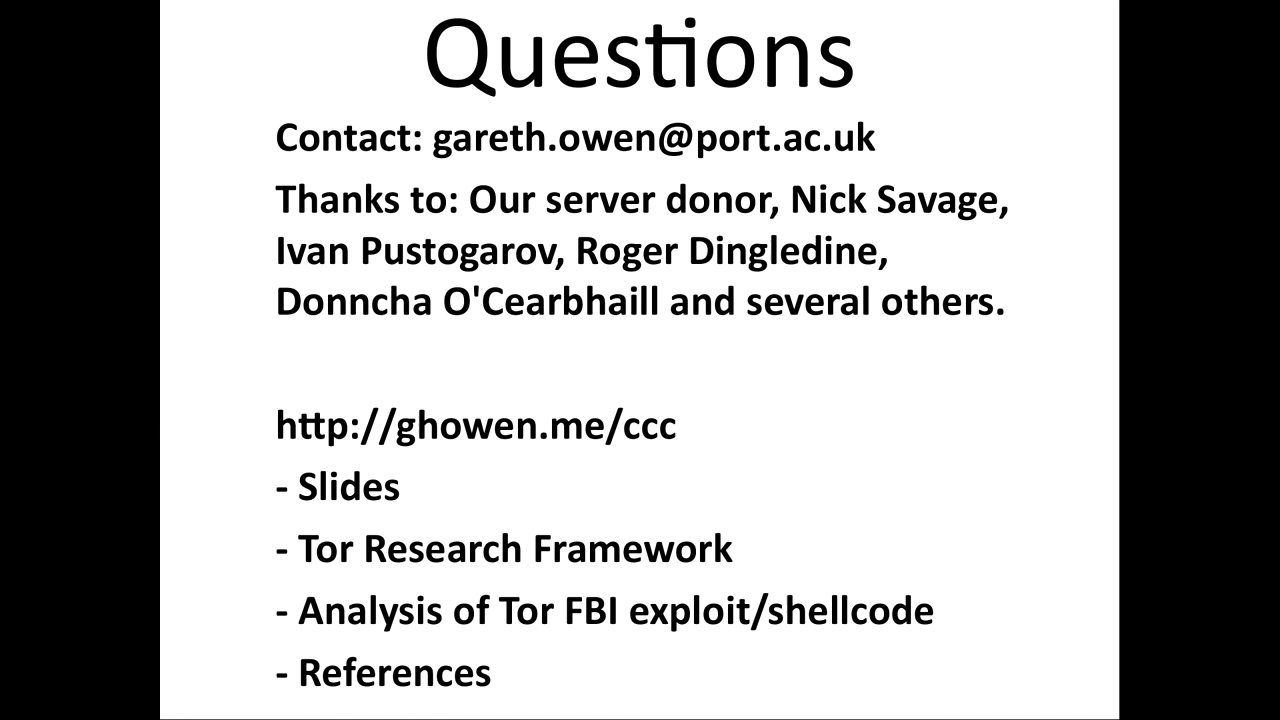 Questions
Contact: gareth.owen@port.ac.uk
Thanks to: Our server donor, Nick Savage,
Ivan Pustogarov, Roger Dingledine,
Donncha O'Cearbhaill and several others.
http://ghowen.me/ccc
- Slides
- Tor Research Framework
- Analysis of Tor FBI exploit/shellcode
- References